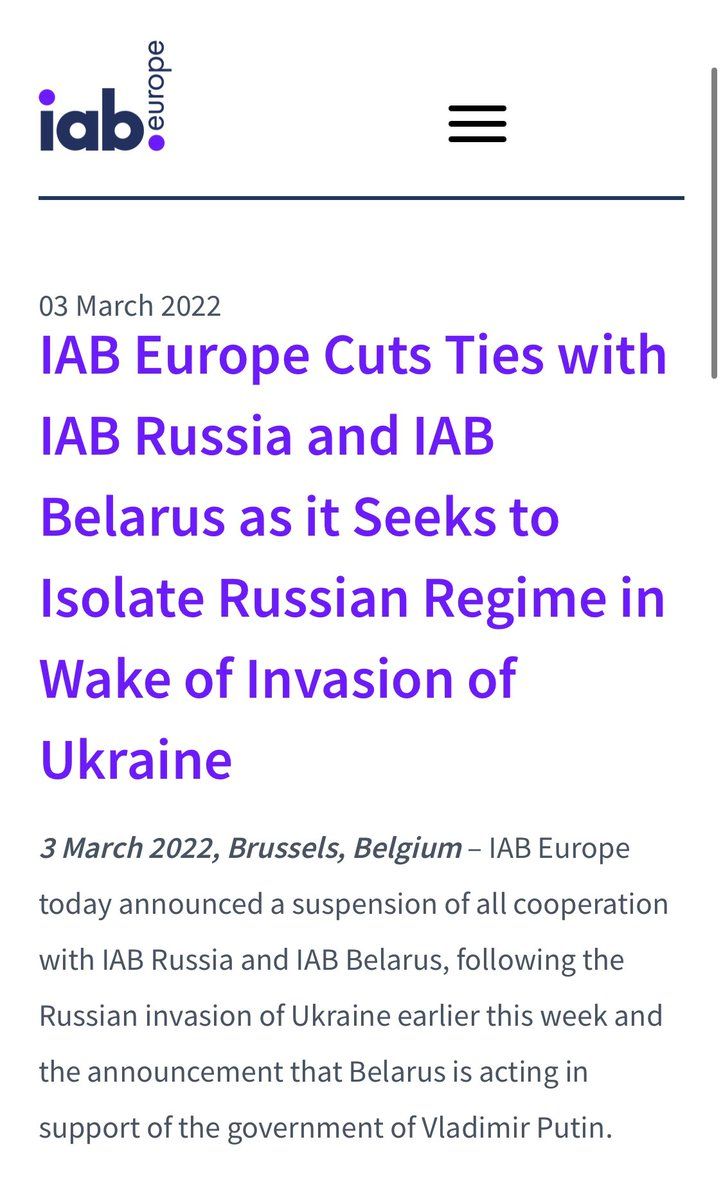 iab europe
03 March 2022
IAB Europe Cuts Ties with
IAB Russia and IAB
Belarus as it Seeks to
Isolate Russian Regime in
Wake of Invasion of
Ukraine
3 March 2022, Brussels, Belgium – IAB Europe
today announced a suspension of all cooperation
with IAB Russia and IAB Belarus, following the
Russian invasion of Ukraine earlier this week and
the announcement that Belarus is acting in
support of the government of Vladimir Putin.